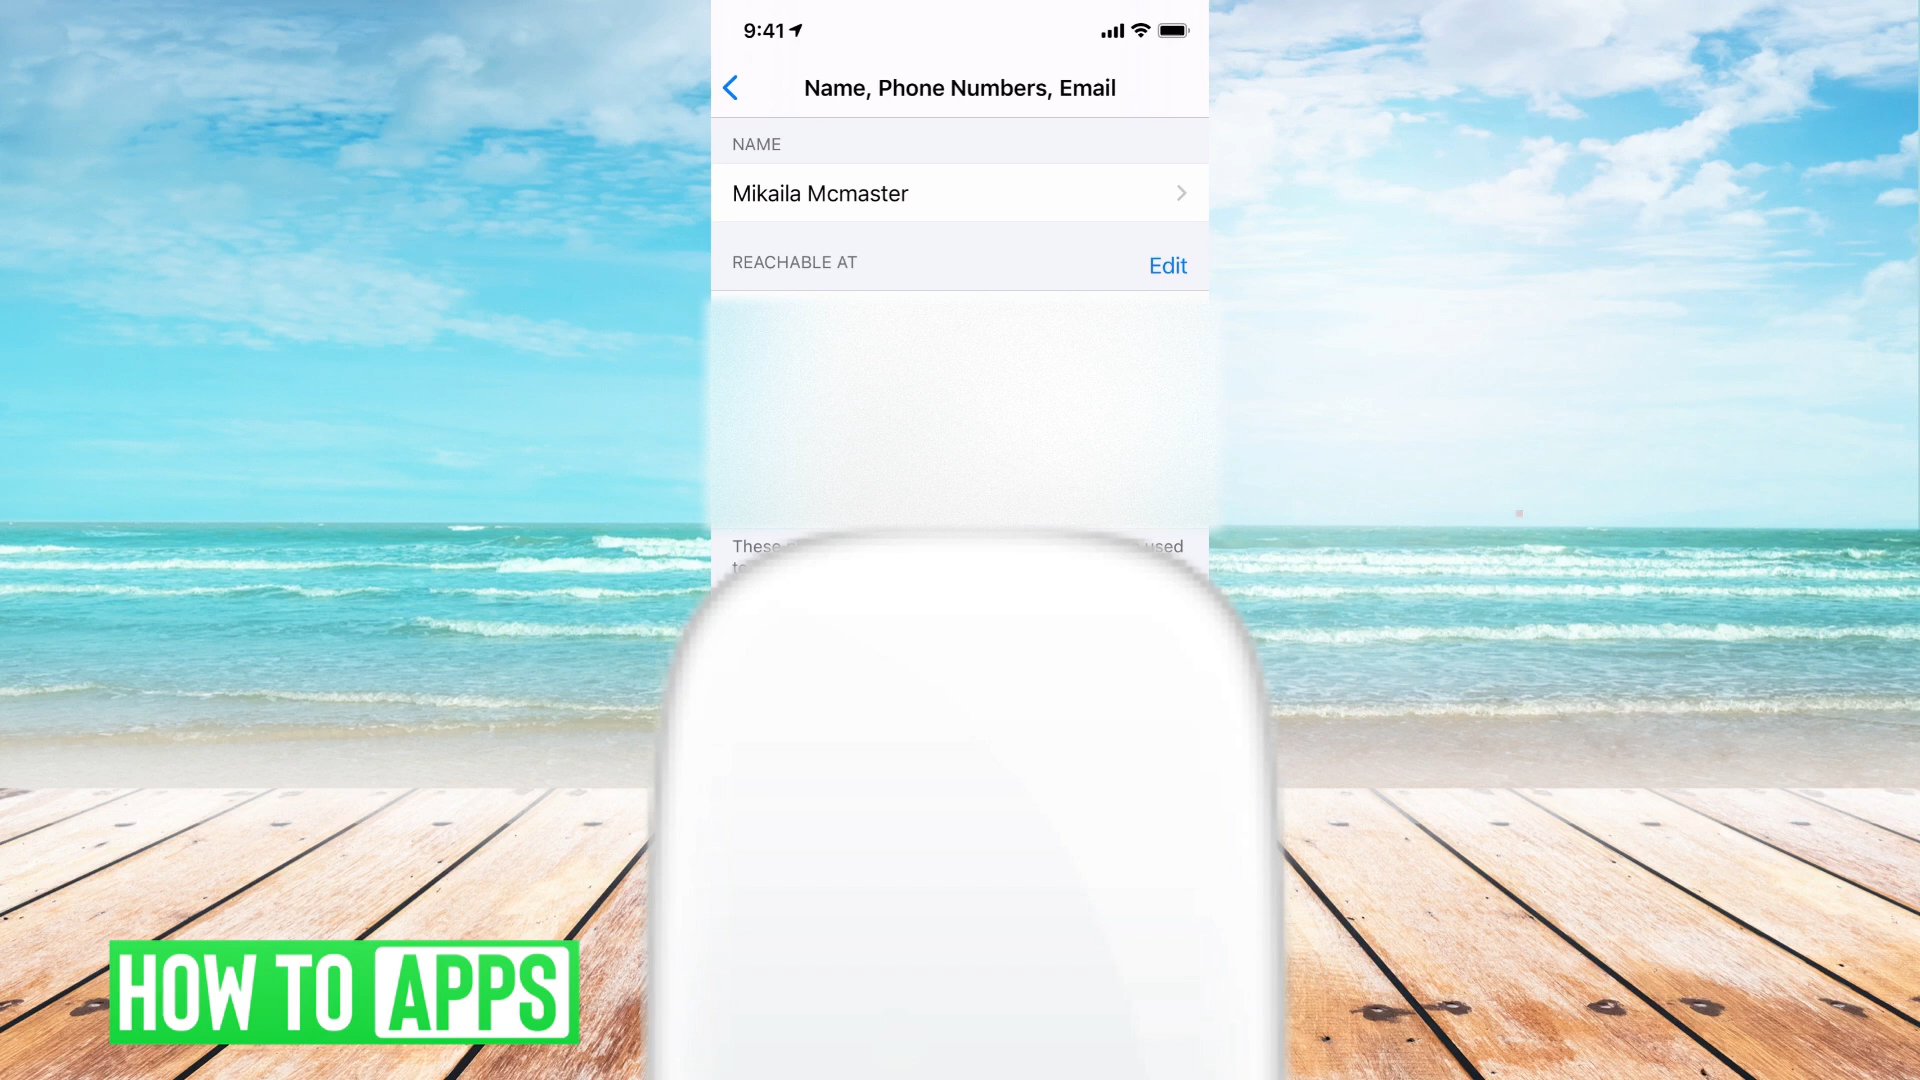 9:41
Name, Phone Numbers, Email
NAME
Mikaila Mcmaster
REACHABLE AT
Edit
These
used
HOW TO APPS